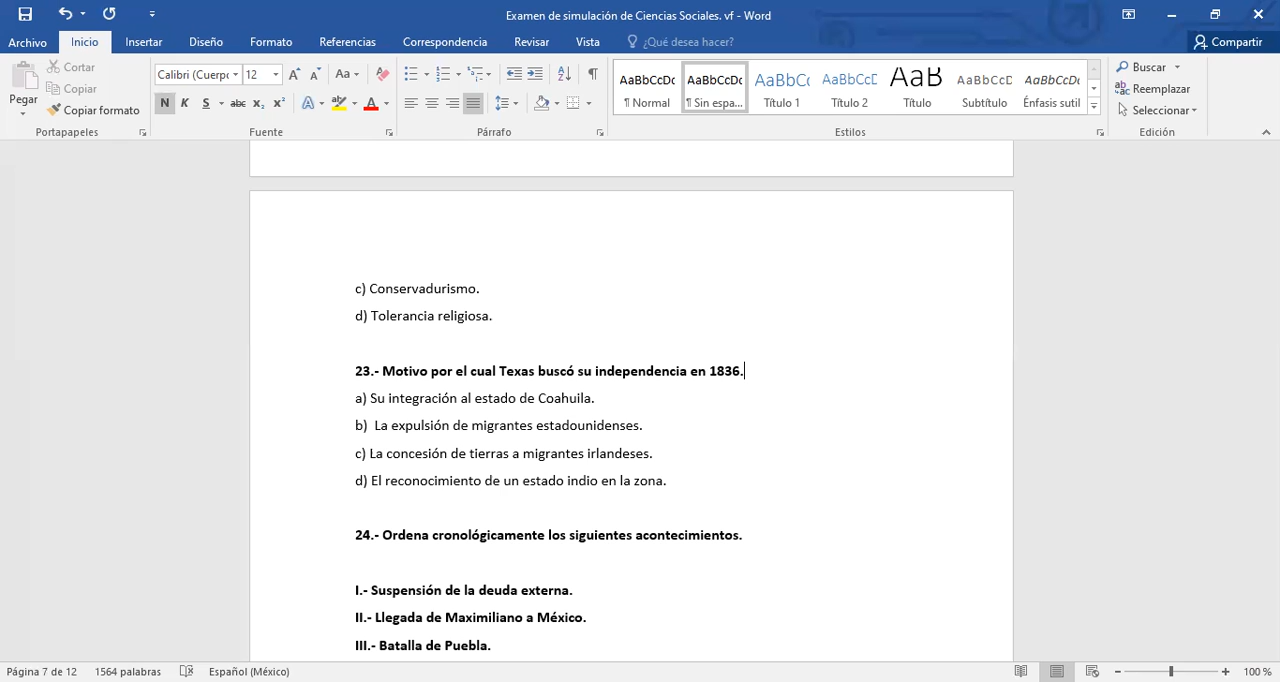 Examen de simulación de Ciencias Sociales. vf - Word
Archivo Inicio Insertar Diseño Formato Referencias Correspondencia Revisar Vista ¿Qué desea hacer? Compartir
Pegar
Cortar
Copiar
Copiar formato
Portapapeles
Calibri (Cuerpo 12
Aa
N K S abc x₂ x² A A
Fuente
Párrafo
AaBbCcDc AaBbCcDc AaBbCc AaBbCcD AaB AaBbCcD AaBbCcDc
¶ Normal ¶ Sin espa... Título 1 Título 2 Título Subtítulo Énfasis sutil
Estilos
Buscar
Reemplazar
Seleccionar
Edición
c) Conservadurismo.
d) Tolerancia religiosa.
23.- Motivo por el cual Texas buscó su independencia en 1836.
a) Su integración al estado de Coahuila.
b) La expulsión de migrantes estadounidenses.
c) La concesión de tierras a migrantes irlandeses.
d) El reconocimiento de un estado indio en la zona.
24.- Ordena cronológicamente los siguientes acontecimientos.
I.- Suspensión de la deuda externa.
II.- Llegada de Maximiliano a México.
III.- Batalla de Puebla.
Página 7 de 12 1564 palabras Español (México) 100 %